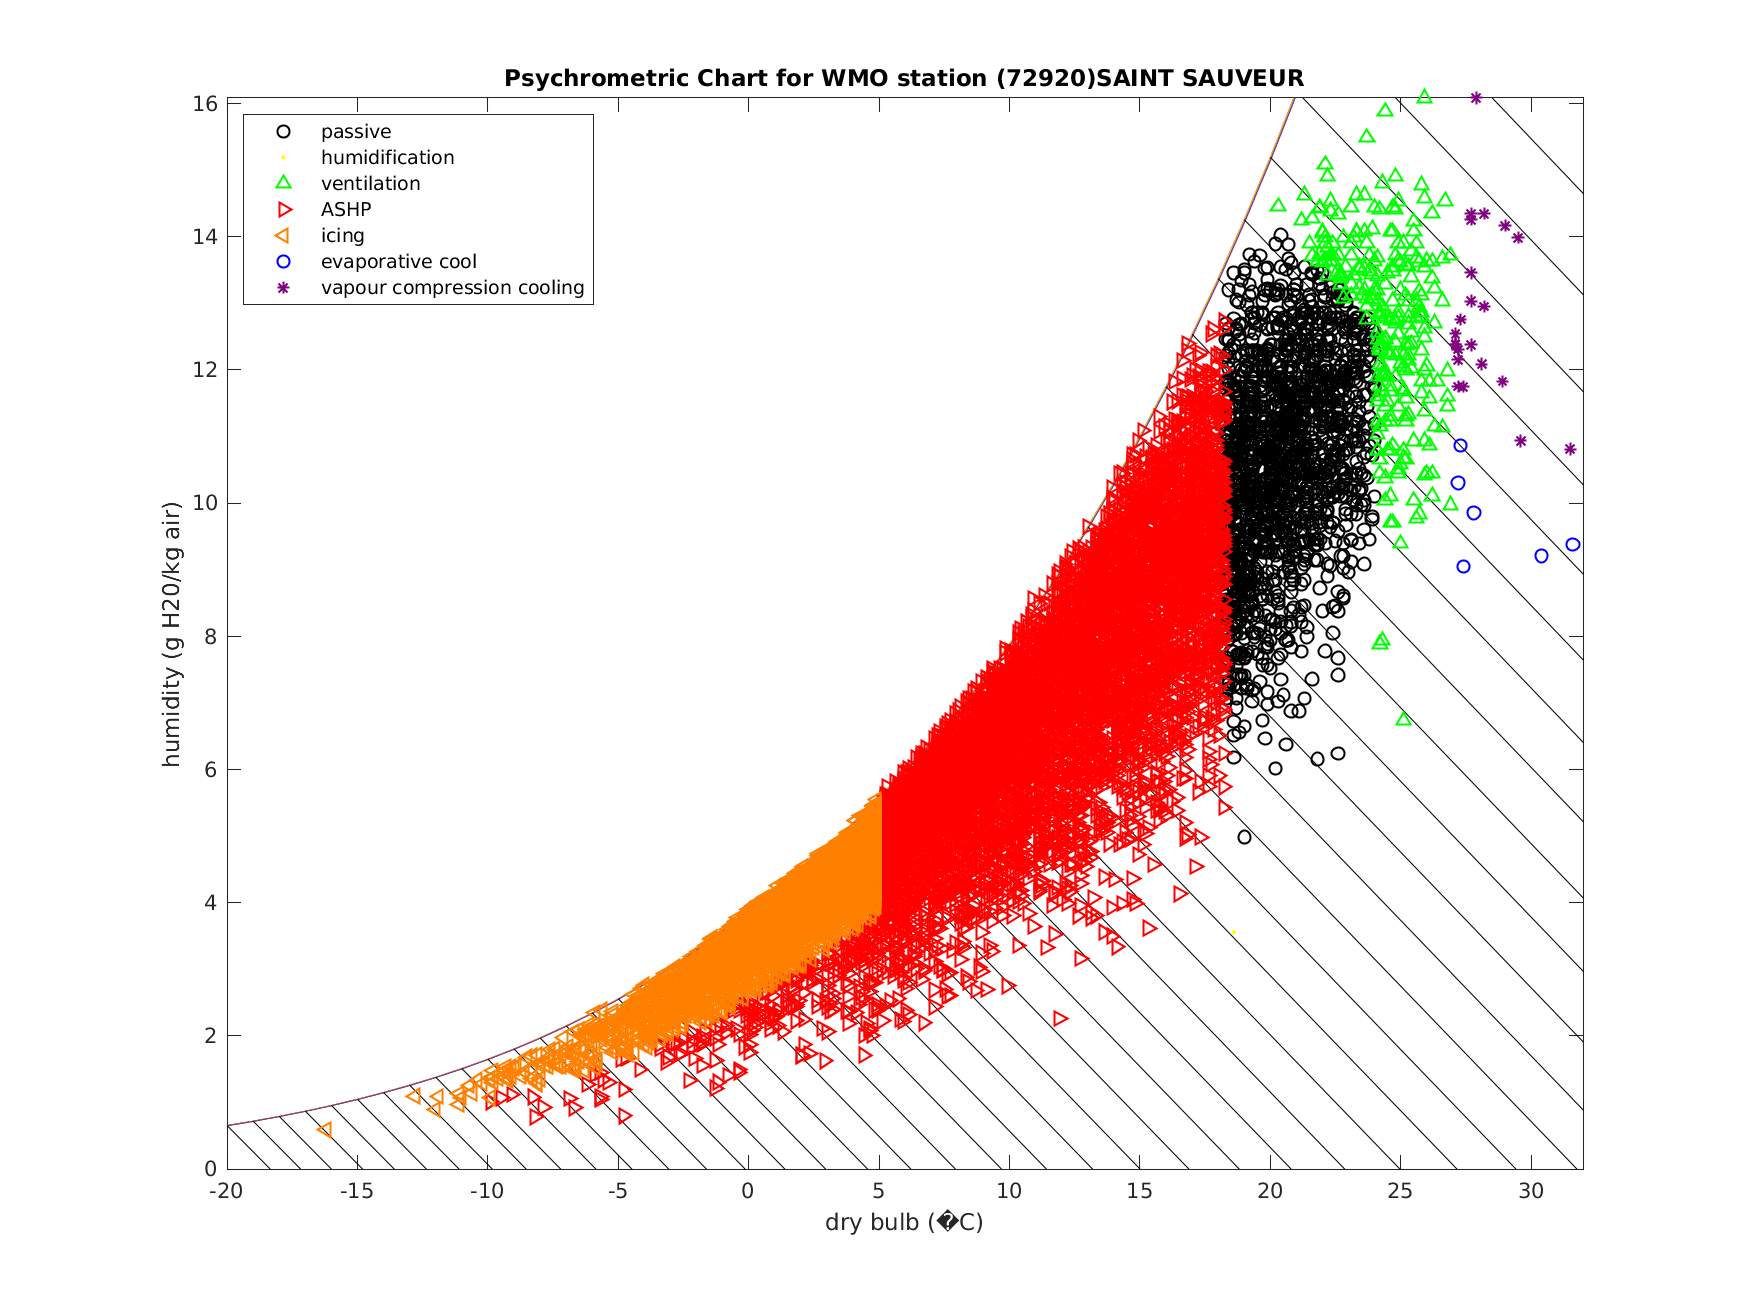 Psychrometric Chart for WMO station (72920)SAINT SAUVEUR
16
14
12
10
8
6
4
2
0
humidity (g H20/kg air)
passive
humidification
ventilation
ASHP
icing
evaporative cool
vapour compression cooling
-20 -15 -10 -5 0 5 10 15 20 25 30
dry bulb (�C)